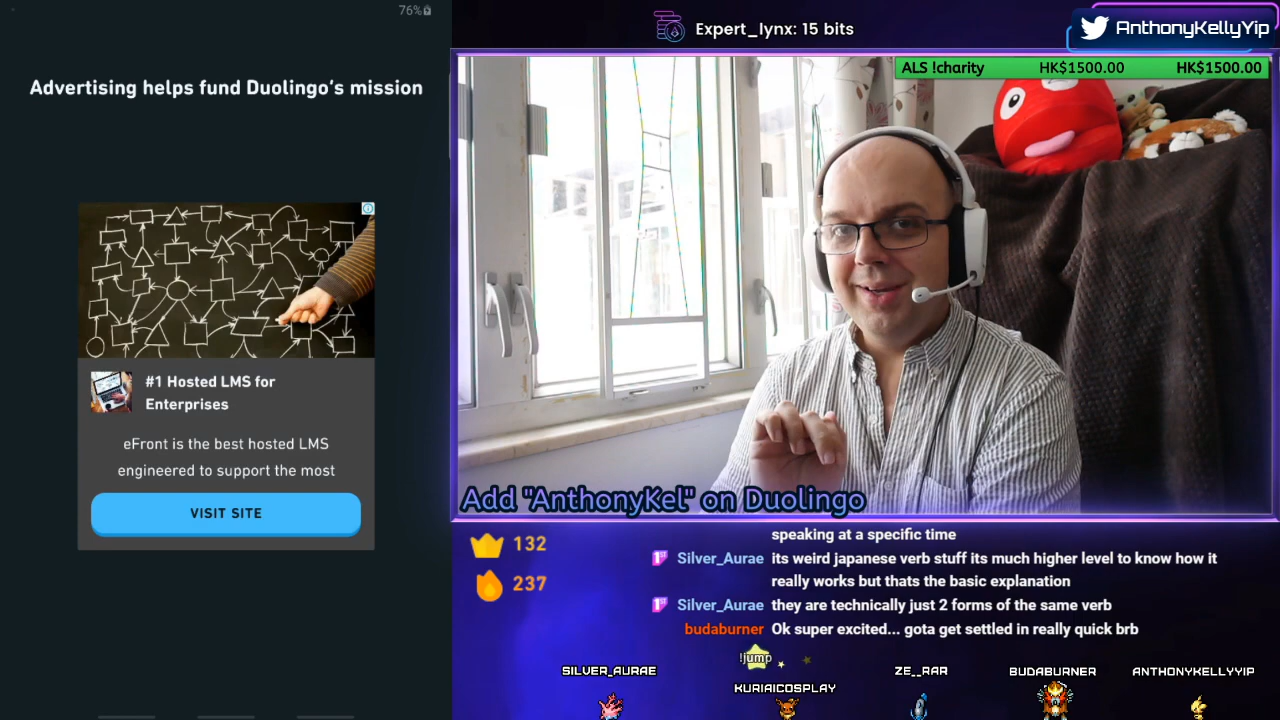 76%
Advertising helps fund Duolingo's mission
#1 Hosted LMS for
Enterprises
eFront is the best hosted LMS
engineered to support the most
VISIT SITE
Expert_lynx: 15 bits
AnthonyKellyYip
ALS !charity HK$1500.00 HK$1500.00
Add "AnthonyKel" on Duolingo
132
237
speaking at a specific time
1st Silver_Aurae its weird japanese verb stuff its much higher level to know how it
really works but thats the basic explanation
1st Silver_Aurae they are technically just 2 forms of the same verb
budaburner Ok super excited... gota get settled in really quick brb
!jump
SILVER_AURAE
KURIAICOSPLAY
ZE__RAR
BUDABURNER
ANTHONYKELLYYIP